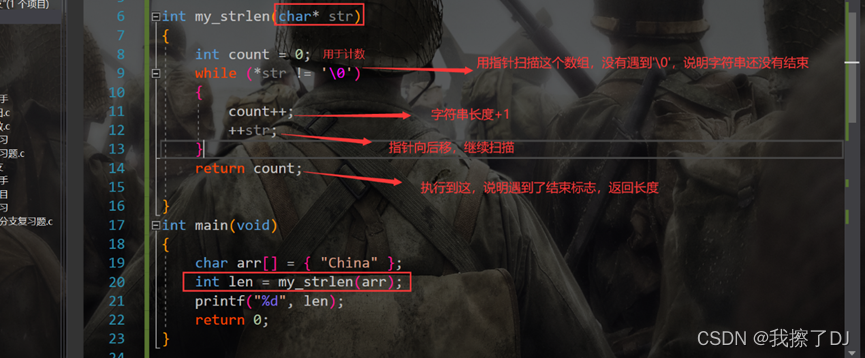 (1 个项目)
6 int my_strlen(char* str)
7 {
8 int count = 0; 用于计数
9 while (*str != '\0') 用指针扫描这个数组，没有遇到'\0'，说明字符串还没有结束
10 {
11 count++; 字符串长度+1
12 ++str;
13 } 指针向后移，继续扫描
14 return count;
15 执行到这，说明遇到了结束标志，返回长度
16 }
17 int main(void)
18 {
19 char arr[] = { "China" };
20 int len = my_strlen(arr);
21 printf("%d", len);
22 return 0;
23 }
24
手
.c
数.c
习
习题.c
手
目
习
分支复习题.c
CSDN @我擦了DJ